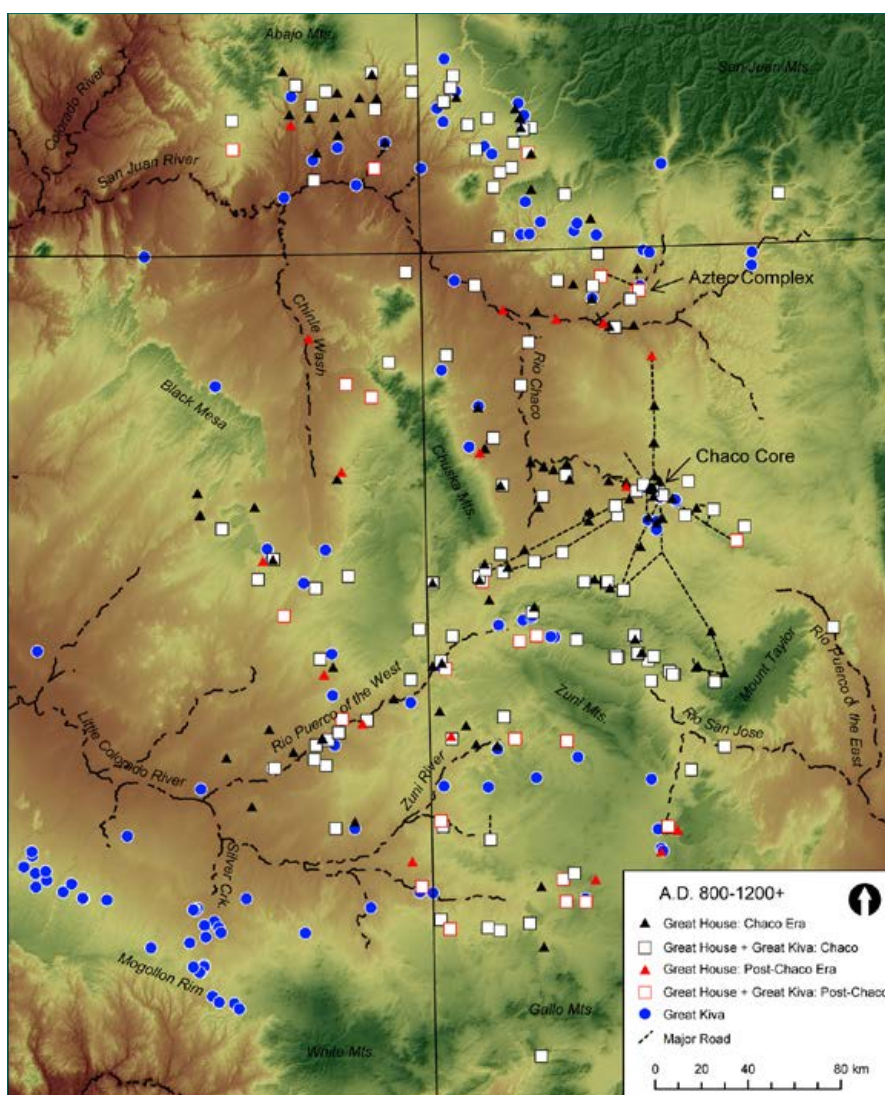 Abajo Mts.
San Juan Mts.
Colorado River
San Juan River
Aztec Complex
Chinle Wash
Rio Chaco
Black Mesa
Chaco Core
Chuska Mts.
Mount Taylor
Rio Puerco of the East
Rio Puerco of the West
Zuni Mts.
Rio San Jose
Little Colorado River
Zuni River
Silver Crk.
Mogollon Rim
Gallo Mts.
White Mts.
A.D. 800-1200+
Great House: Chaco Era
Great House + Great Kiva: Chaco
Great House: Post-Chaco Era
Great House + Great Kiva: Post-Chaco
Great Kiva
Major Road
0 20 40 80 km